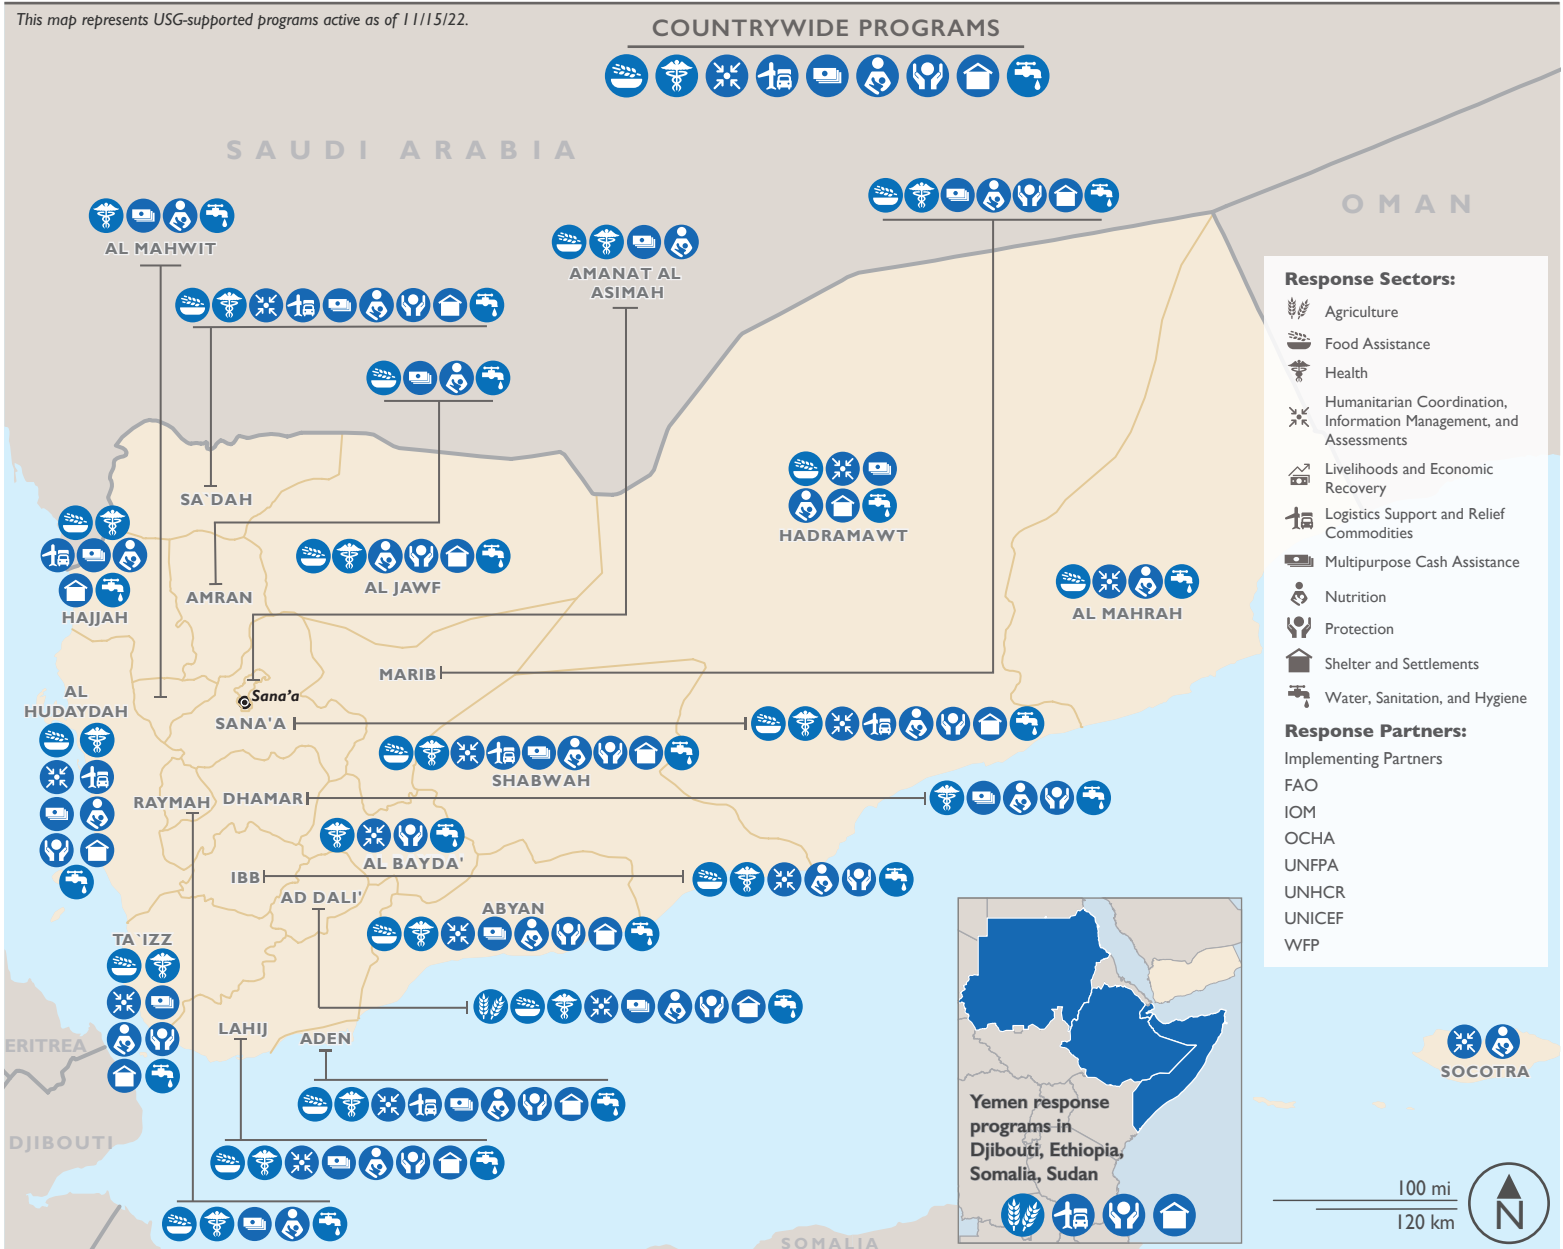 This map represents USG-supported programs active as of 11/15/22.
COUNTRYWIDE PROGRAMS
SAUDI ARABIA
OMAN
AL MAHWIT
AMANAT AL
ASIMAH
SA`DAH
HADRAMAWT
AL JAWF
AMRAN
HAJJAH
AL MAHRAH
MARIB
AL
HUDAYDAH
Sana'a
SANA'A
SHABWAH
RAYMAH
DHAMAR
AL BAYDA'
IBB
AD DALI'
ABYAN
TA`IZZ
LAHIJ
ADEN
ERITREA
DJIBOUTI
SOMALIA
SOCOTRA
Response Sectors:
Agriculture
Food Assistance
Health
Humanitarian Coordination,
Information Management, and
Assessments
Livelihoods and Economic
Recovery
Logistics Support and Relief
Commodities
Multipurpose Cash Assistance
Nutrition
Protection
Shelter and Settlements
Water, Sanitation, and Hygiene
Response Partners:
Implementing Partners
FAO
IOM
OCHA
UNFPA
UNHCR
UNICEF
WFP
Yemen response
programs in
Djibouti, Ethiopia,
Somalia, Sudan
100 mi
120 km
N